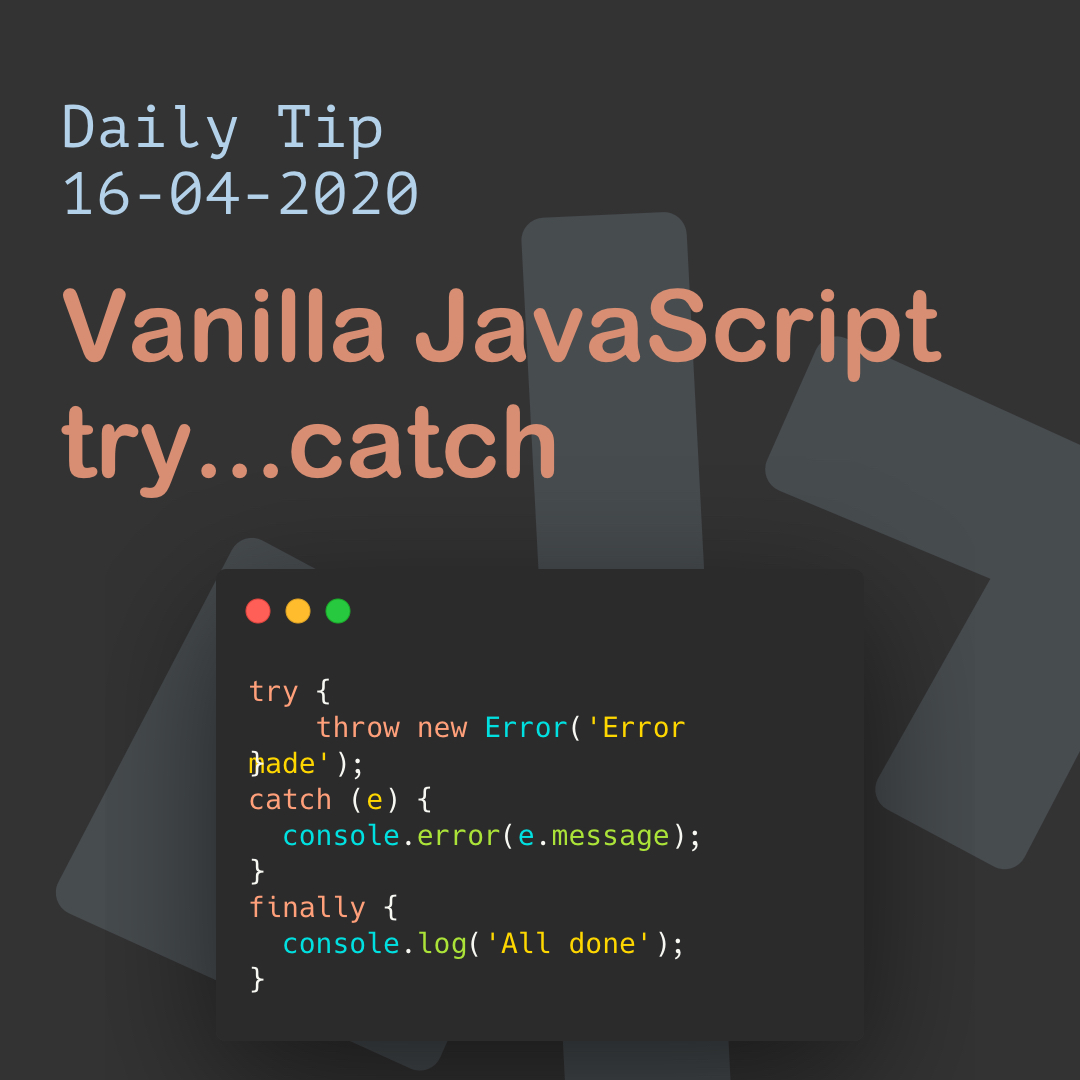 Daily Tip
16-04-2020
Vanilla JavaScript
try...catch
try {
    throw new Error('Error
made');
}
catch (e) {
  console.error(e.message);
}
finally {
  console.log('All done');
}